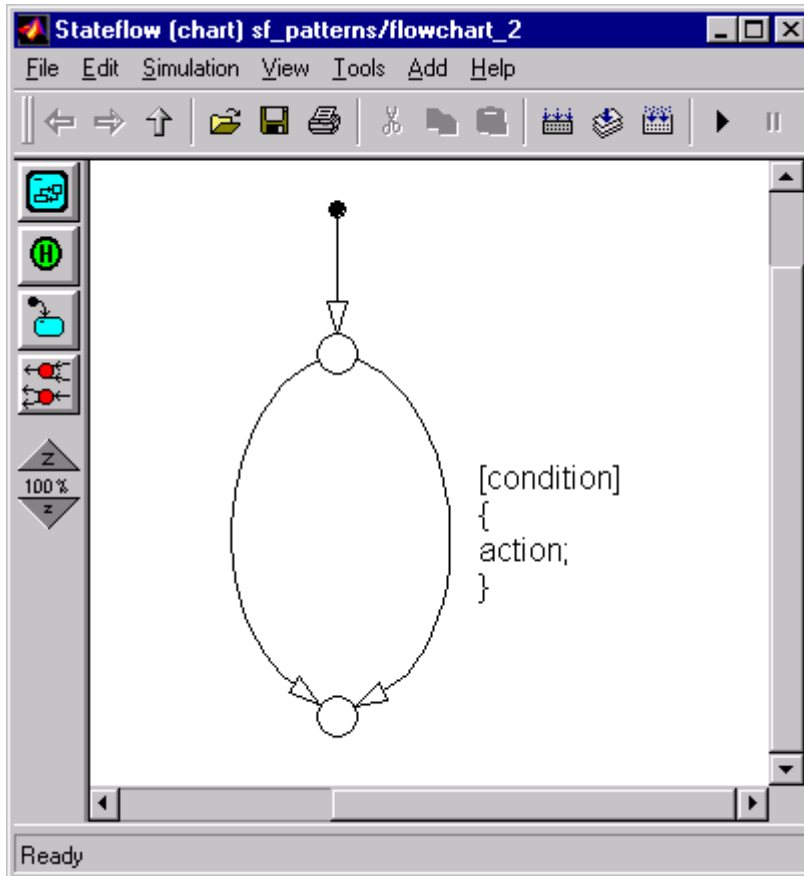 Stateflow (chart) sf_patterns/flowchart_2
File Edit Simulation View Tools Add Help
H
Z
100 %
z
[condition]
{
action;
}
Ready